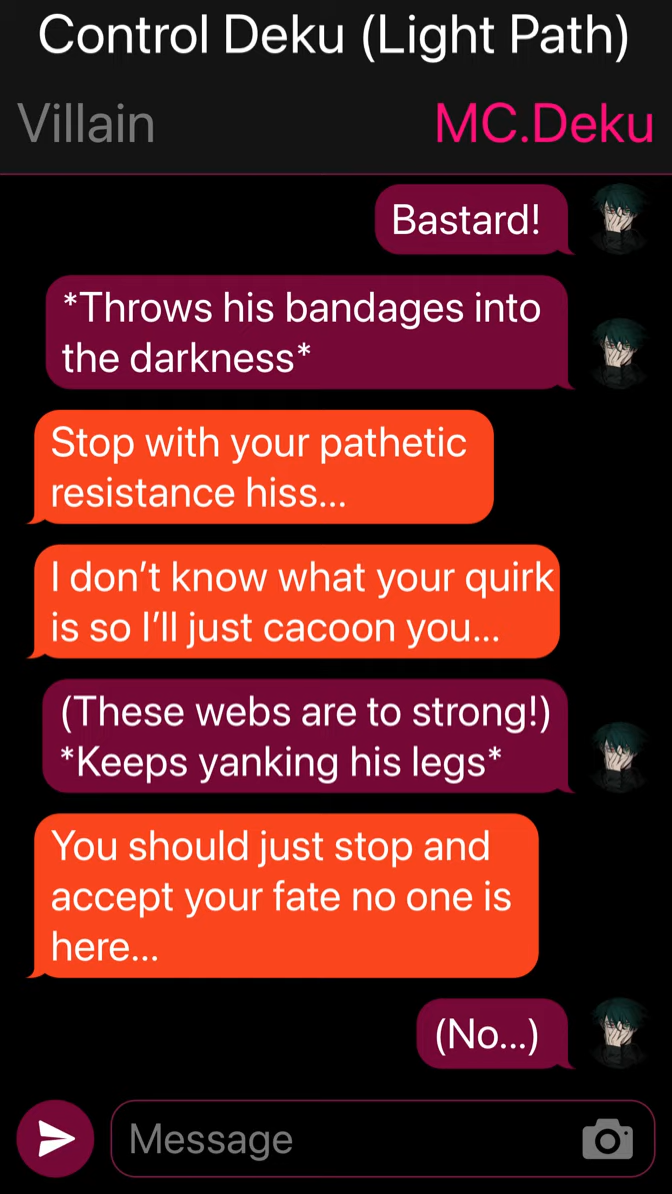 Control Deku (Light Path)
Villain
MC.Deku
Bastard!
*Throws his bandages into
the darkness*
Stop with your pathetic
resistance hiss...
I don’t know what your quirk
is so I’ll just cacoon you...
(These webs are to strong!)
*Keeps yanking his legs*
You should just stop and
accept your fate no one is
here...
(No...)
Message